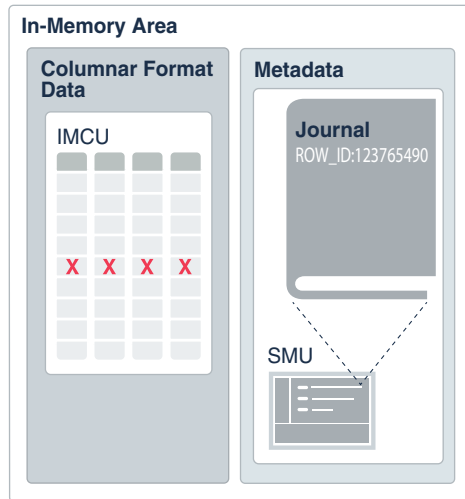 In-Memory Area
Columnar Format
Data
IMCU
X X X X
Metadata
Journal
ROW_ID:123765490
SMU